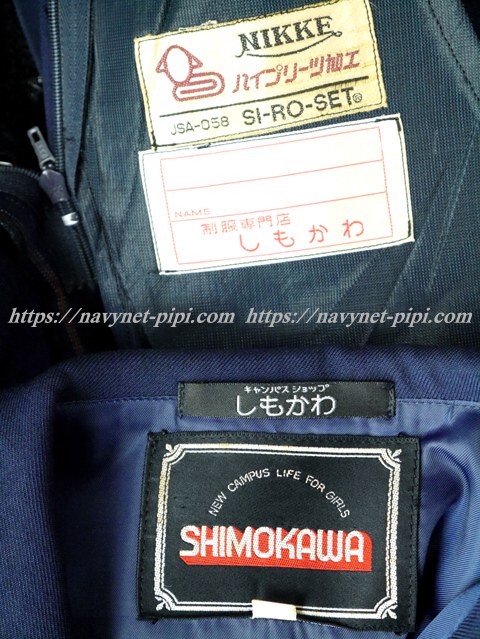 NIKKE
ハイプリーツ加工
JSA-058 SI-RO-SET®
NAME
制服専門店
しもかわ
https://navynet-pipi.com https://navynet-pipi.com
キャンパスショップ
しもかわ
NEW CAMPUS LIFE FOR GIRLS
SHIMOKAWA